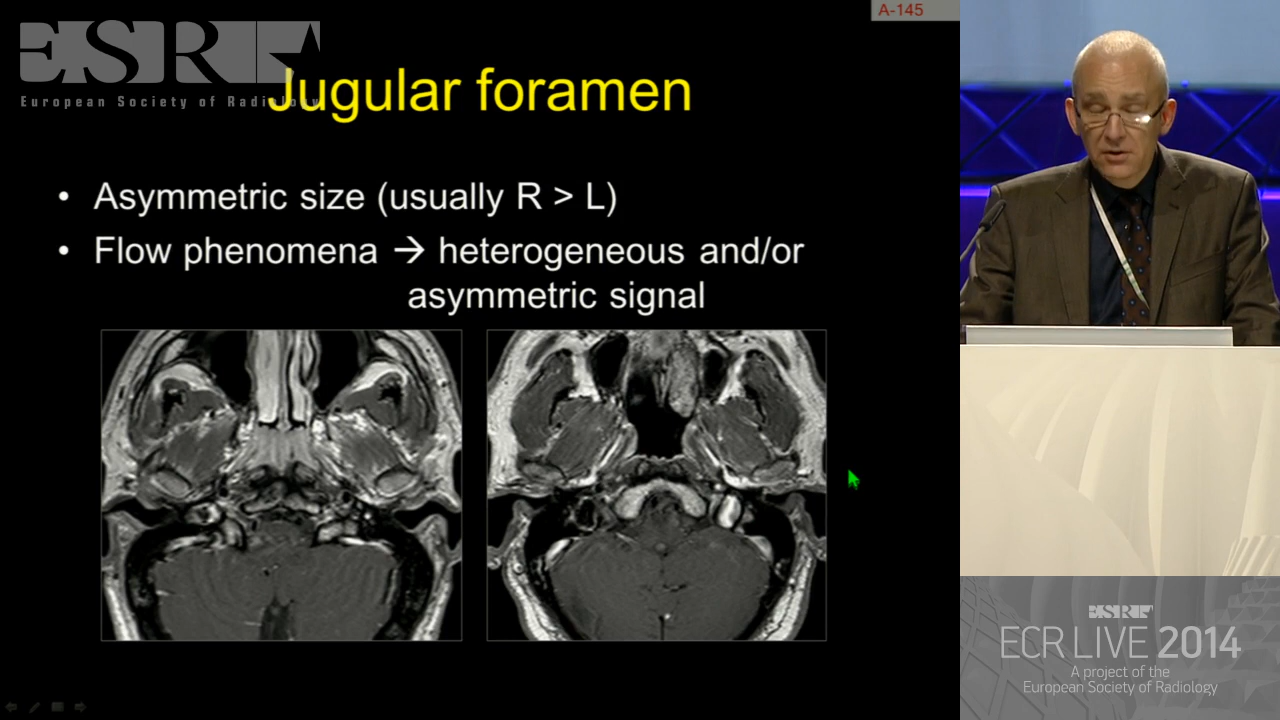 A-145
ESR
European Society of Radiology
Jugular foramen
• Asymmetric size (usually R > L)
• Flow phenomena → heterogeneous and/or
asymmetric signal
ESR
ECR LIVE 2014
A project of the
European Society of Radiology